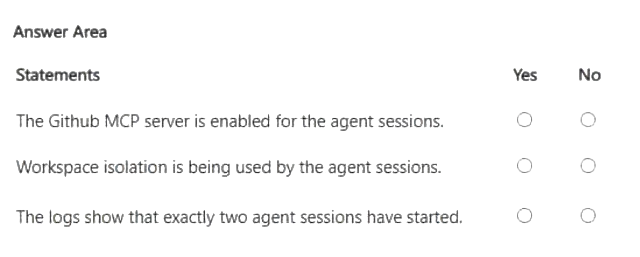 Answer Area
Statements Yes No
The Github MCP server is enabled for the agent sessions.
Workspace isolation is being used by the agent sessions.
The logs show that exactly two agent sessions have started.